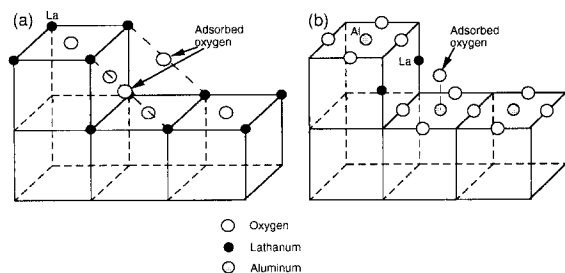 (a)
La
Adsorbed
oxygen
(b)
Al
La
Adsorbed
oxygen
Oxygen
Lathanum
Aluminum